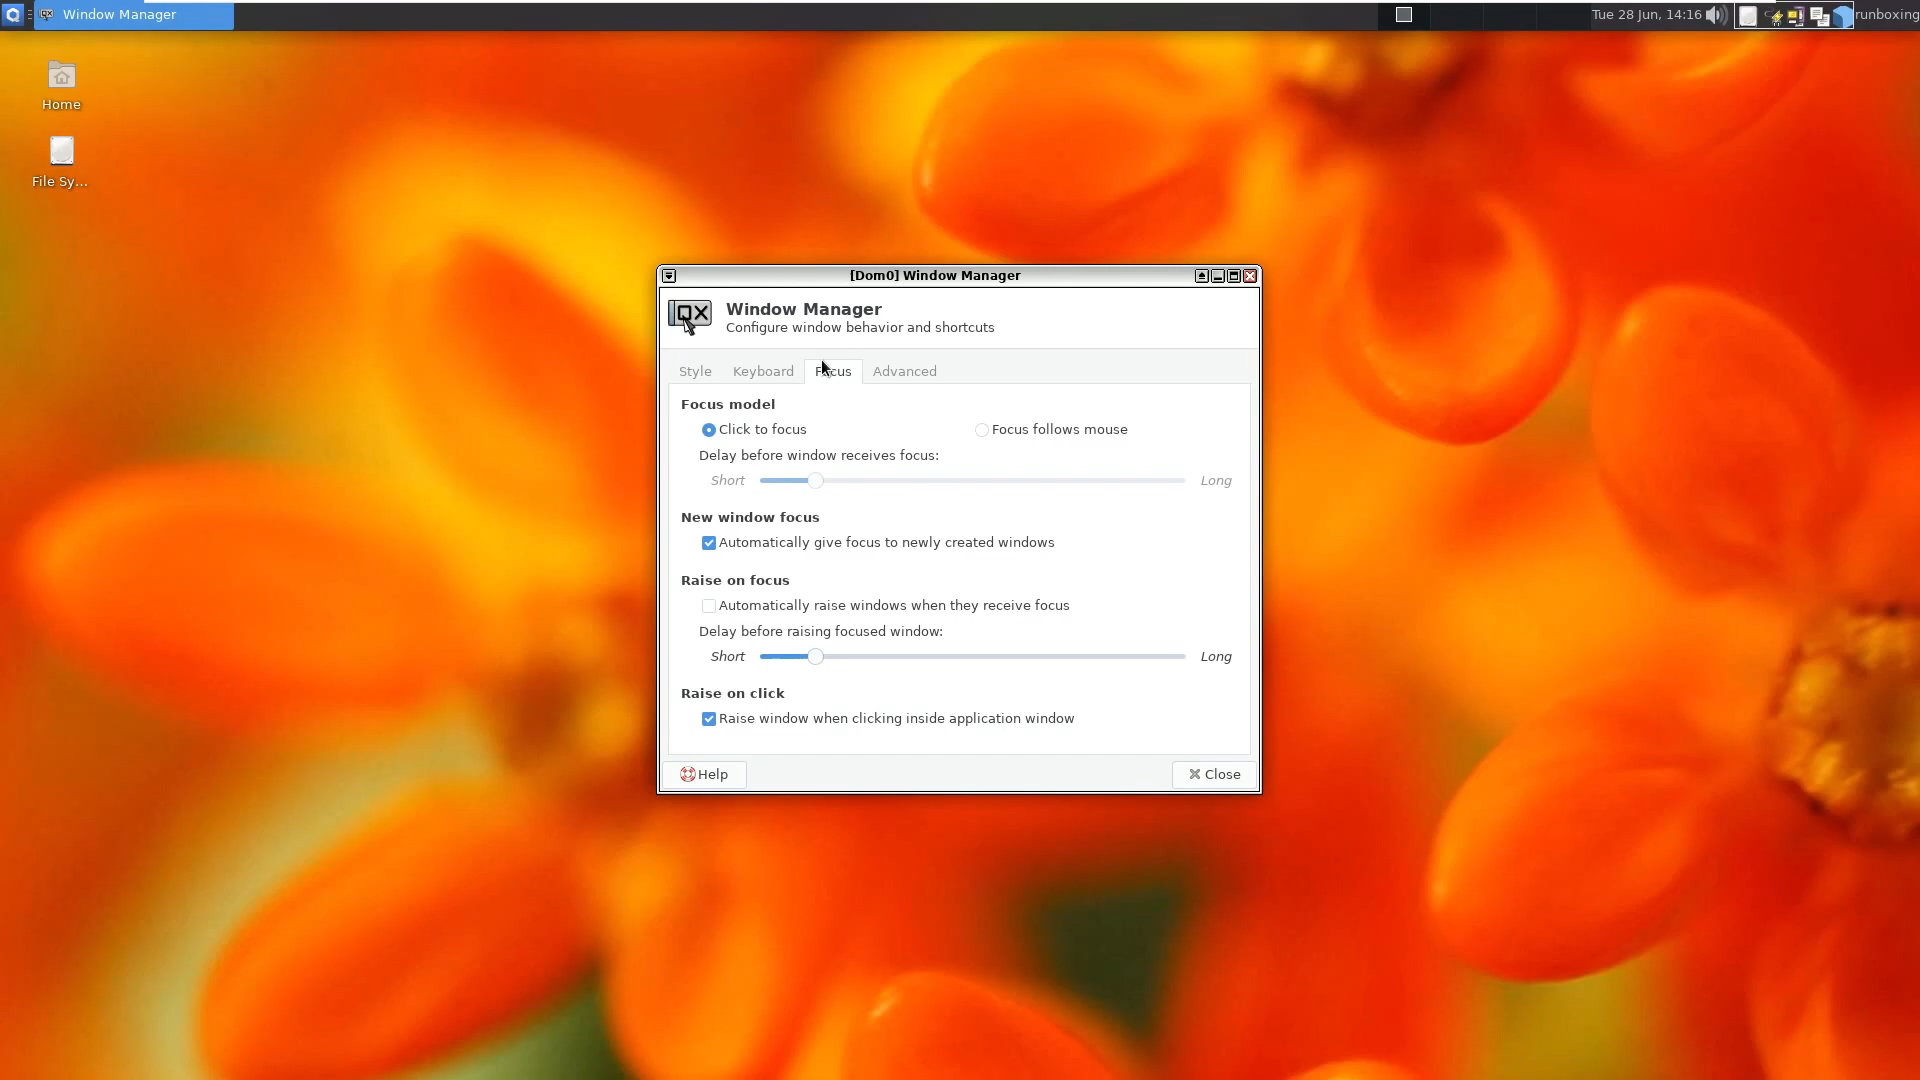 Window Manager
Tue 28 Jun, 14:16
runboxing
Home
File Sy...
[Dom0] Window Manager
Window Manager
Configure window behavior and shortcuts
Style Keyboard Focus Advanced
Focus model
Click to focus Focus follows mouse
Delay before window receives focus:
Short Long
New window focus
Automatically give focus to newly created windows
Raise on focus
Automatically raise windows when they receive focus
Delay before raising focused window:
Short Long
Raise on click
Raise window when clicking inside application window
Help Close